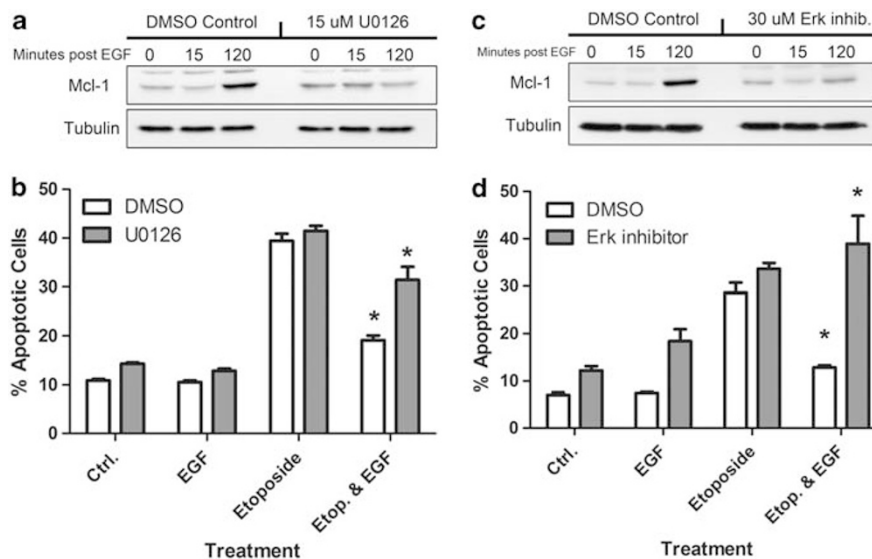 a
DMSO Control 15 uM U0126
Minutes post EGF 0 15 120 0 15 120
Mcl-1
Tubulin
c
DMSO Control 30 uM Erk inhib.
Minutes post EGF 0 15 120 0 15 120
Mcl-1
Tubulin
b
50
40
30
20
10
0
% Apoptotic Cells
DMSO
U0126
*
*
Ctrl.
EGF
Etoposide
Etop. & EGF
Treatment
d
50
40
30
20
10
0
% Apoptotic Cells
DMSO
Erk inhibitor
*
*
Ctrl.
EGF
Etoposide
Etop. & EGF
Treatment